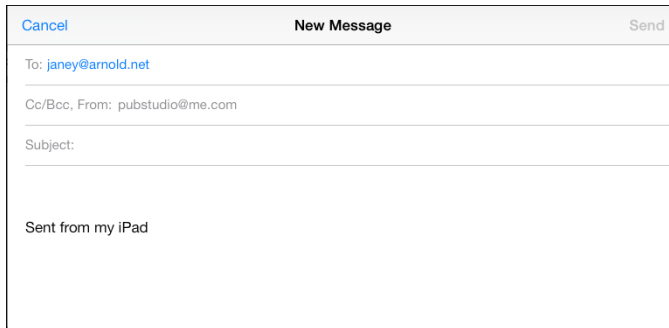 Cancel New Message Send
To: janey@arnold.net
Cc/Bcc, From: pubstudio@me.com
Subject:
Sent from my iPad